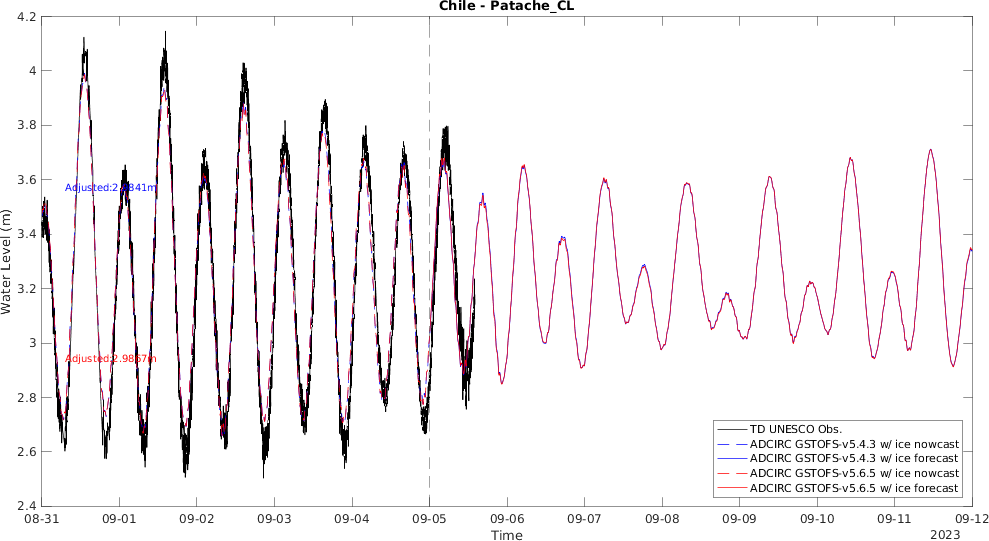 Chile - Patache_CL
4.2
4
3.8
3.6
3.4
3.2
3
2.8
2.6
2.4
Water Level (m)
Adjusted:2.9867m
08-31 09-01 09-02 09-03 09-04 09-05 09-06 09-07 09-08 09-09 09-10 09-11 09-12
Time
2023
TD UNESCO Obs.
ADCIRC GSTOFS-v5.4.3 w/ ice nowcast
ADCIRC GSTOFS-v5.4.3 w/ ice forecast
ADCIRC GSTOFS-v5.6.5 w/ ice nowcast
ADCIRC GSTOFS-v5.6.5 w/ ice forecast